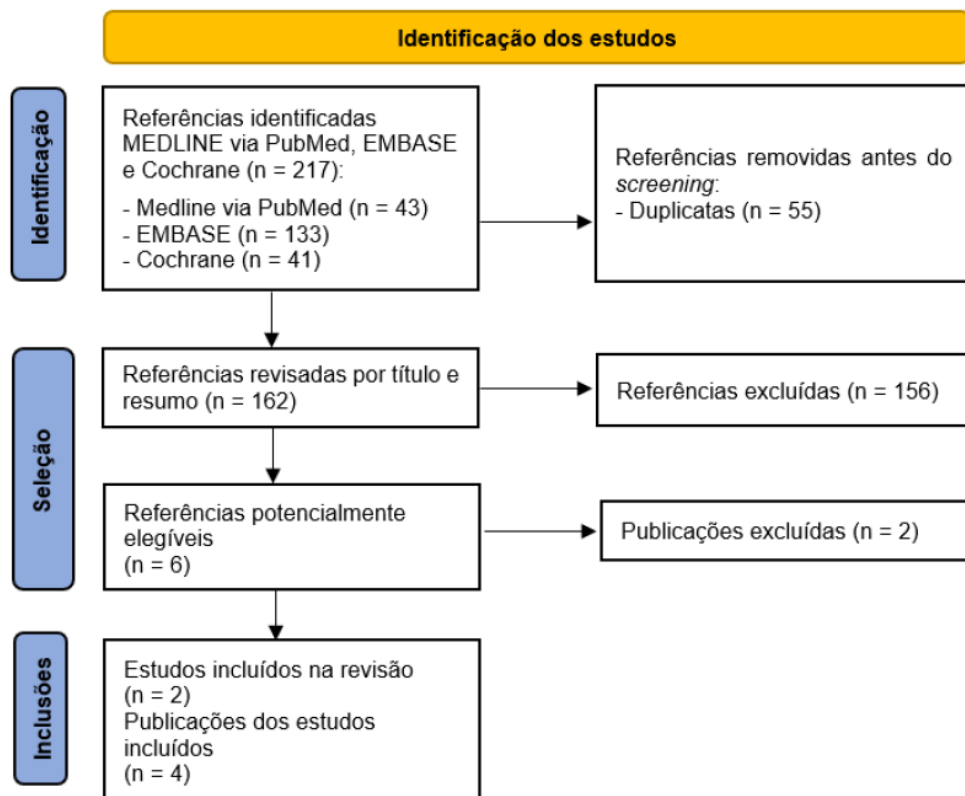 Identificação dos estudos
Identificação
Referências identificadas
MEDLINE via PubMed, EMBASE
e Cochrane (n = 217):
- Medline via PubMed (n = 43)
- EMBASE (n = 133)
- Cochrane (n = 41)
Referências removidas antes do
screening:
- Duplicatas (n = 55)
Seleção
Referências revisadas por título e
resumo (n = 162)
Referências excluídas (n = 156)
Referências potencialmente
elegíveis
(n = 6)
Publicações excluídas (n = 2)
Inclusões
Estudos incluídos na revisão
(n = 2)
Publicações dos estudos
incluídos
(n = 4)